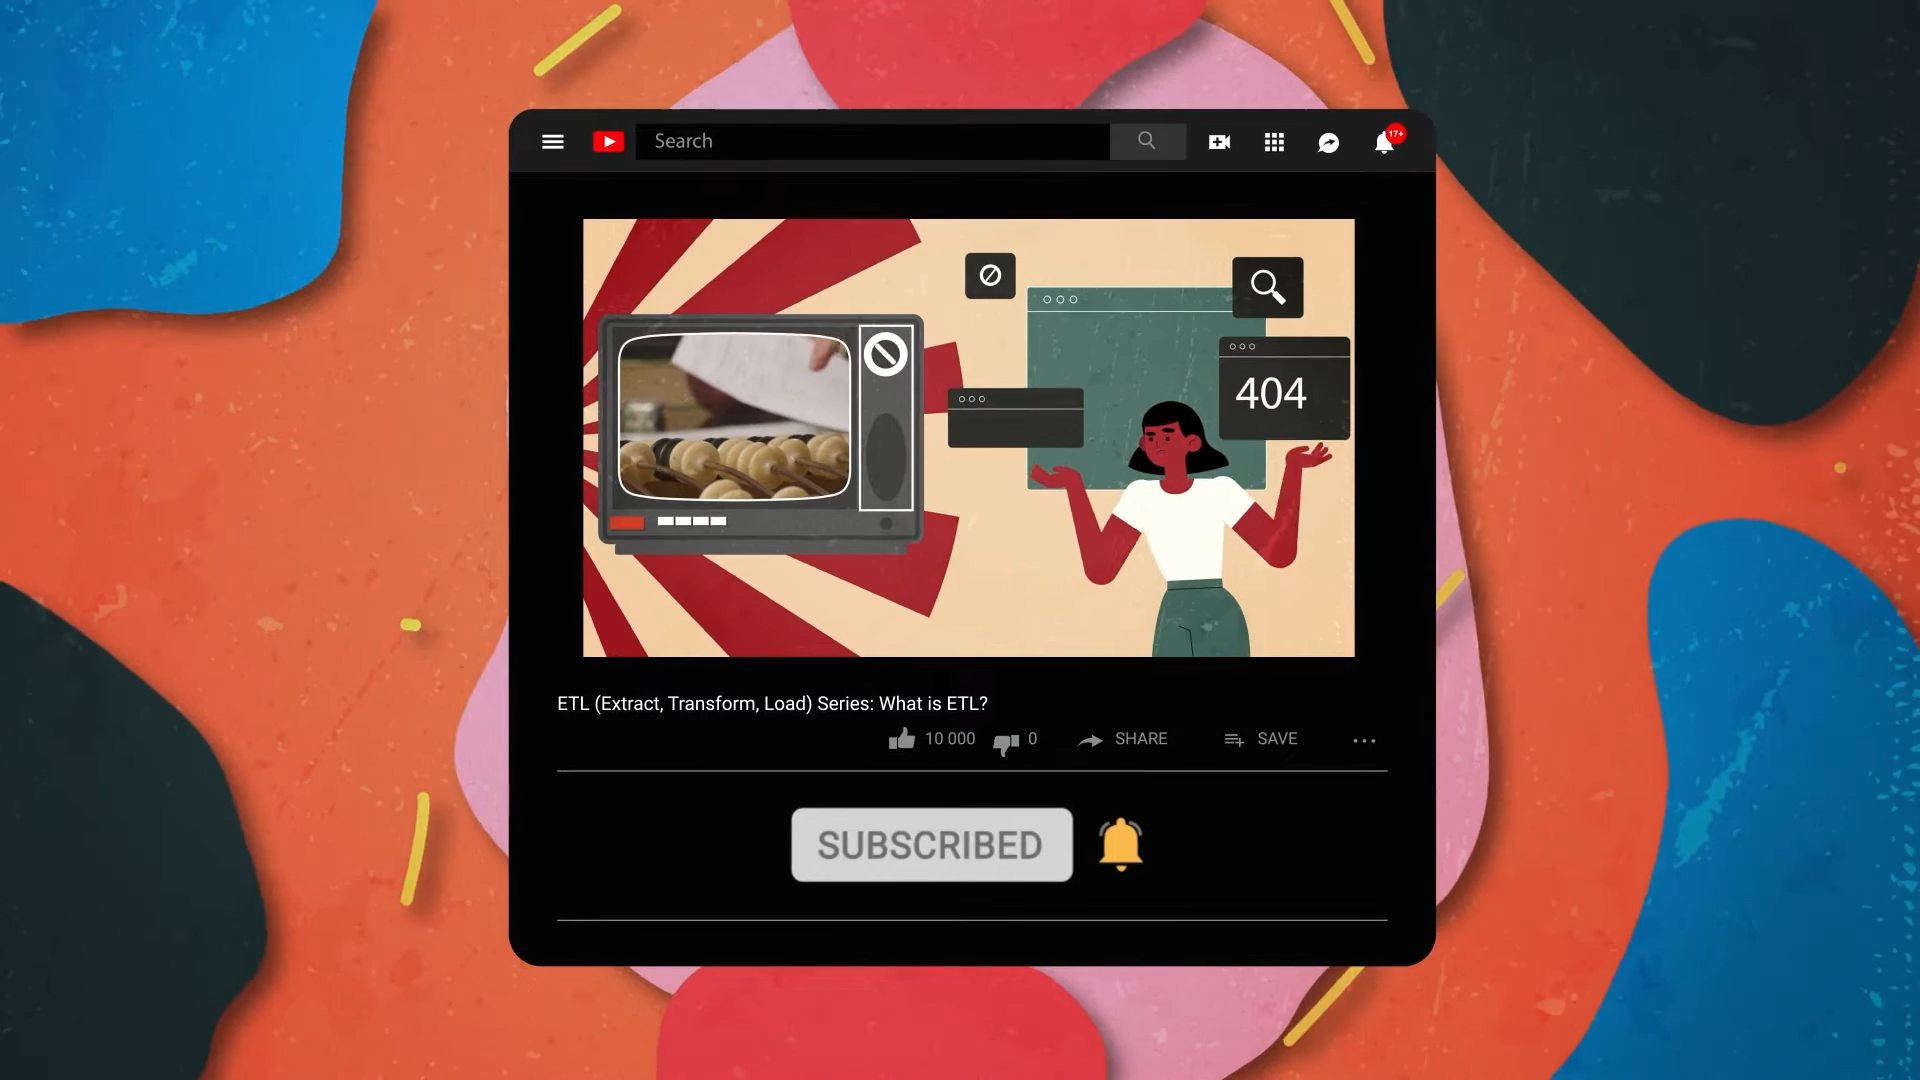 Search
17+
404
ETL (Extract, Transform, Load) Series: What is ETL?
10 000 0 SHARE SAVE
SUBSCRIBED